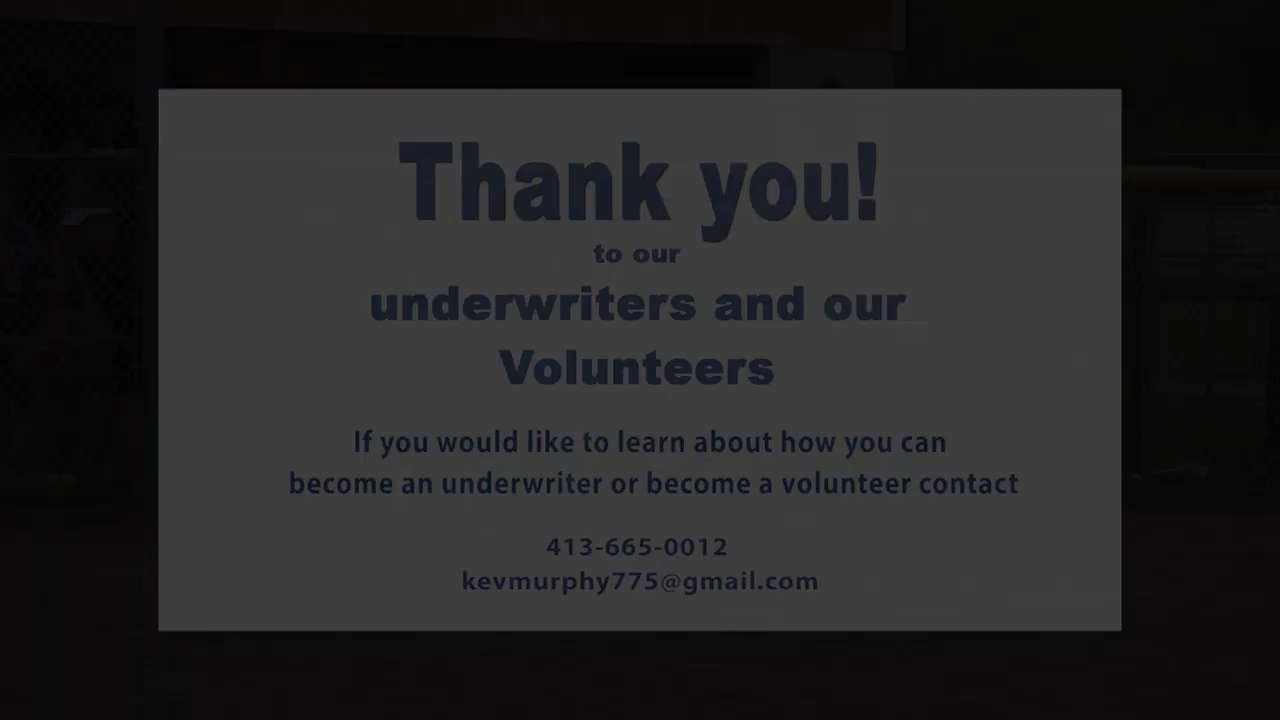 Thank you!
to our
underwriters and our
Volunteers
If you would like to learn about how you can
become an underwriter or become a volunteer contact
413-665-0012
kevmurphy775@gmail.com